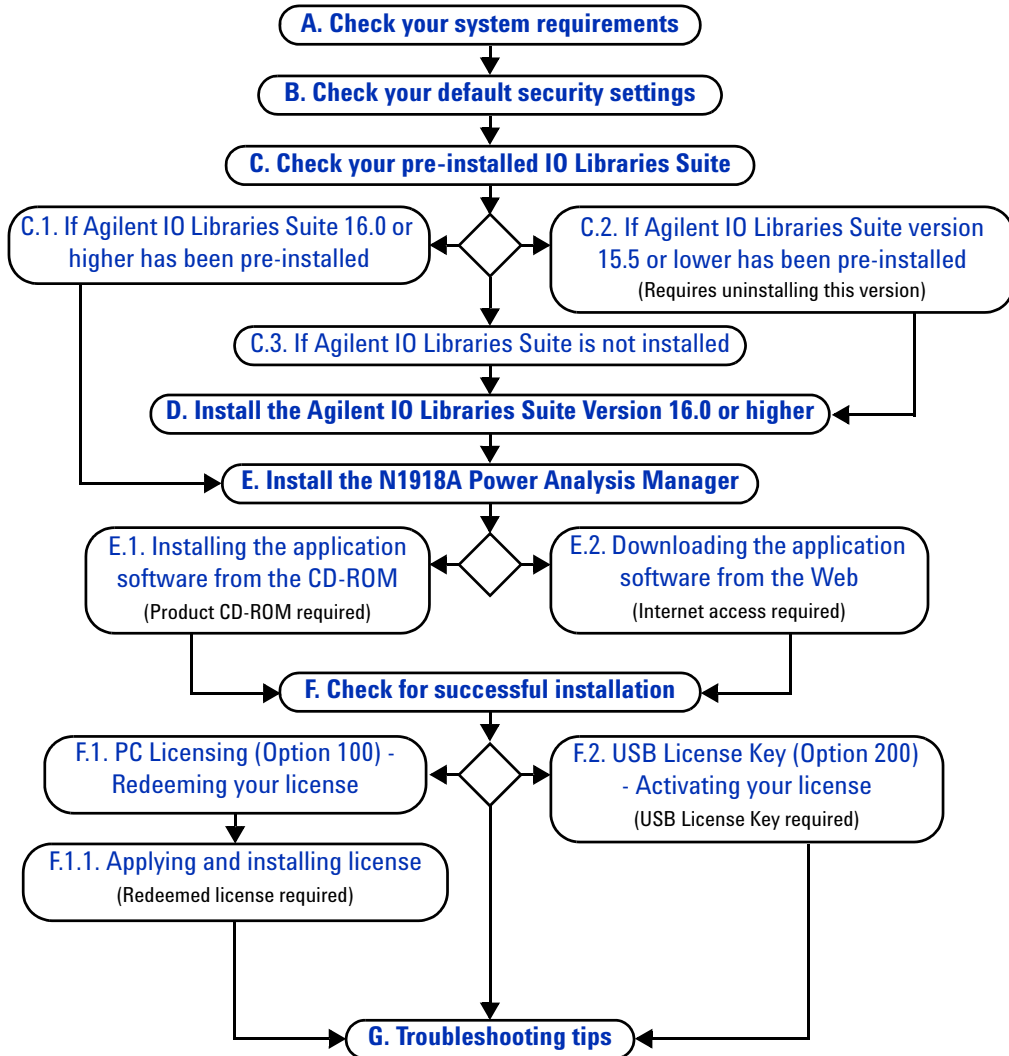 A. Check your system requirements
B. Check your default security settings
C. Check your pre-installed IO Libraries Suite
C.1. If Agilent IO Libraries Suite 16.0 or
higher has been pre-installed
C.2. If Agilent IO Libraries Suite version
15.5 or lower has been pre-installed
(Requires uninstalling this version)
C.3. If Agilent IO Libraries Suite is not installed
D. Install the Agilent IO Libraries Suite Version 16.0 or higher
E. Install the N1918A Power Analysis Manager
E.1. Installing the application
software from the CD-ROM
(Product CD-ROM required)
E.2. Downloading the application
software from the Web
(Internet access required)
F. Check for successful installation
F.1. PC Licensing (Option 100) -
Redeeming your license
F.2. USB License Key (Option 200)
- Activating your license
(USB License Key required)
F.1.1. Applying and installing license
(Redeemed license required)
G. Troubleshooting tips